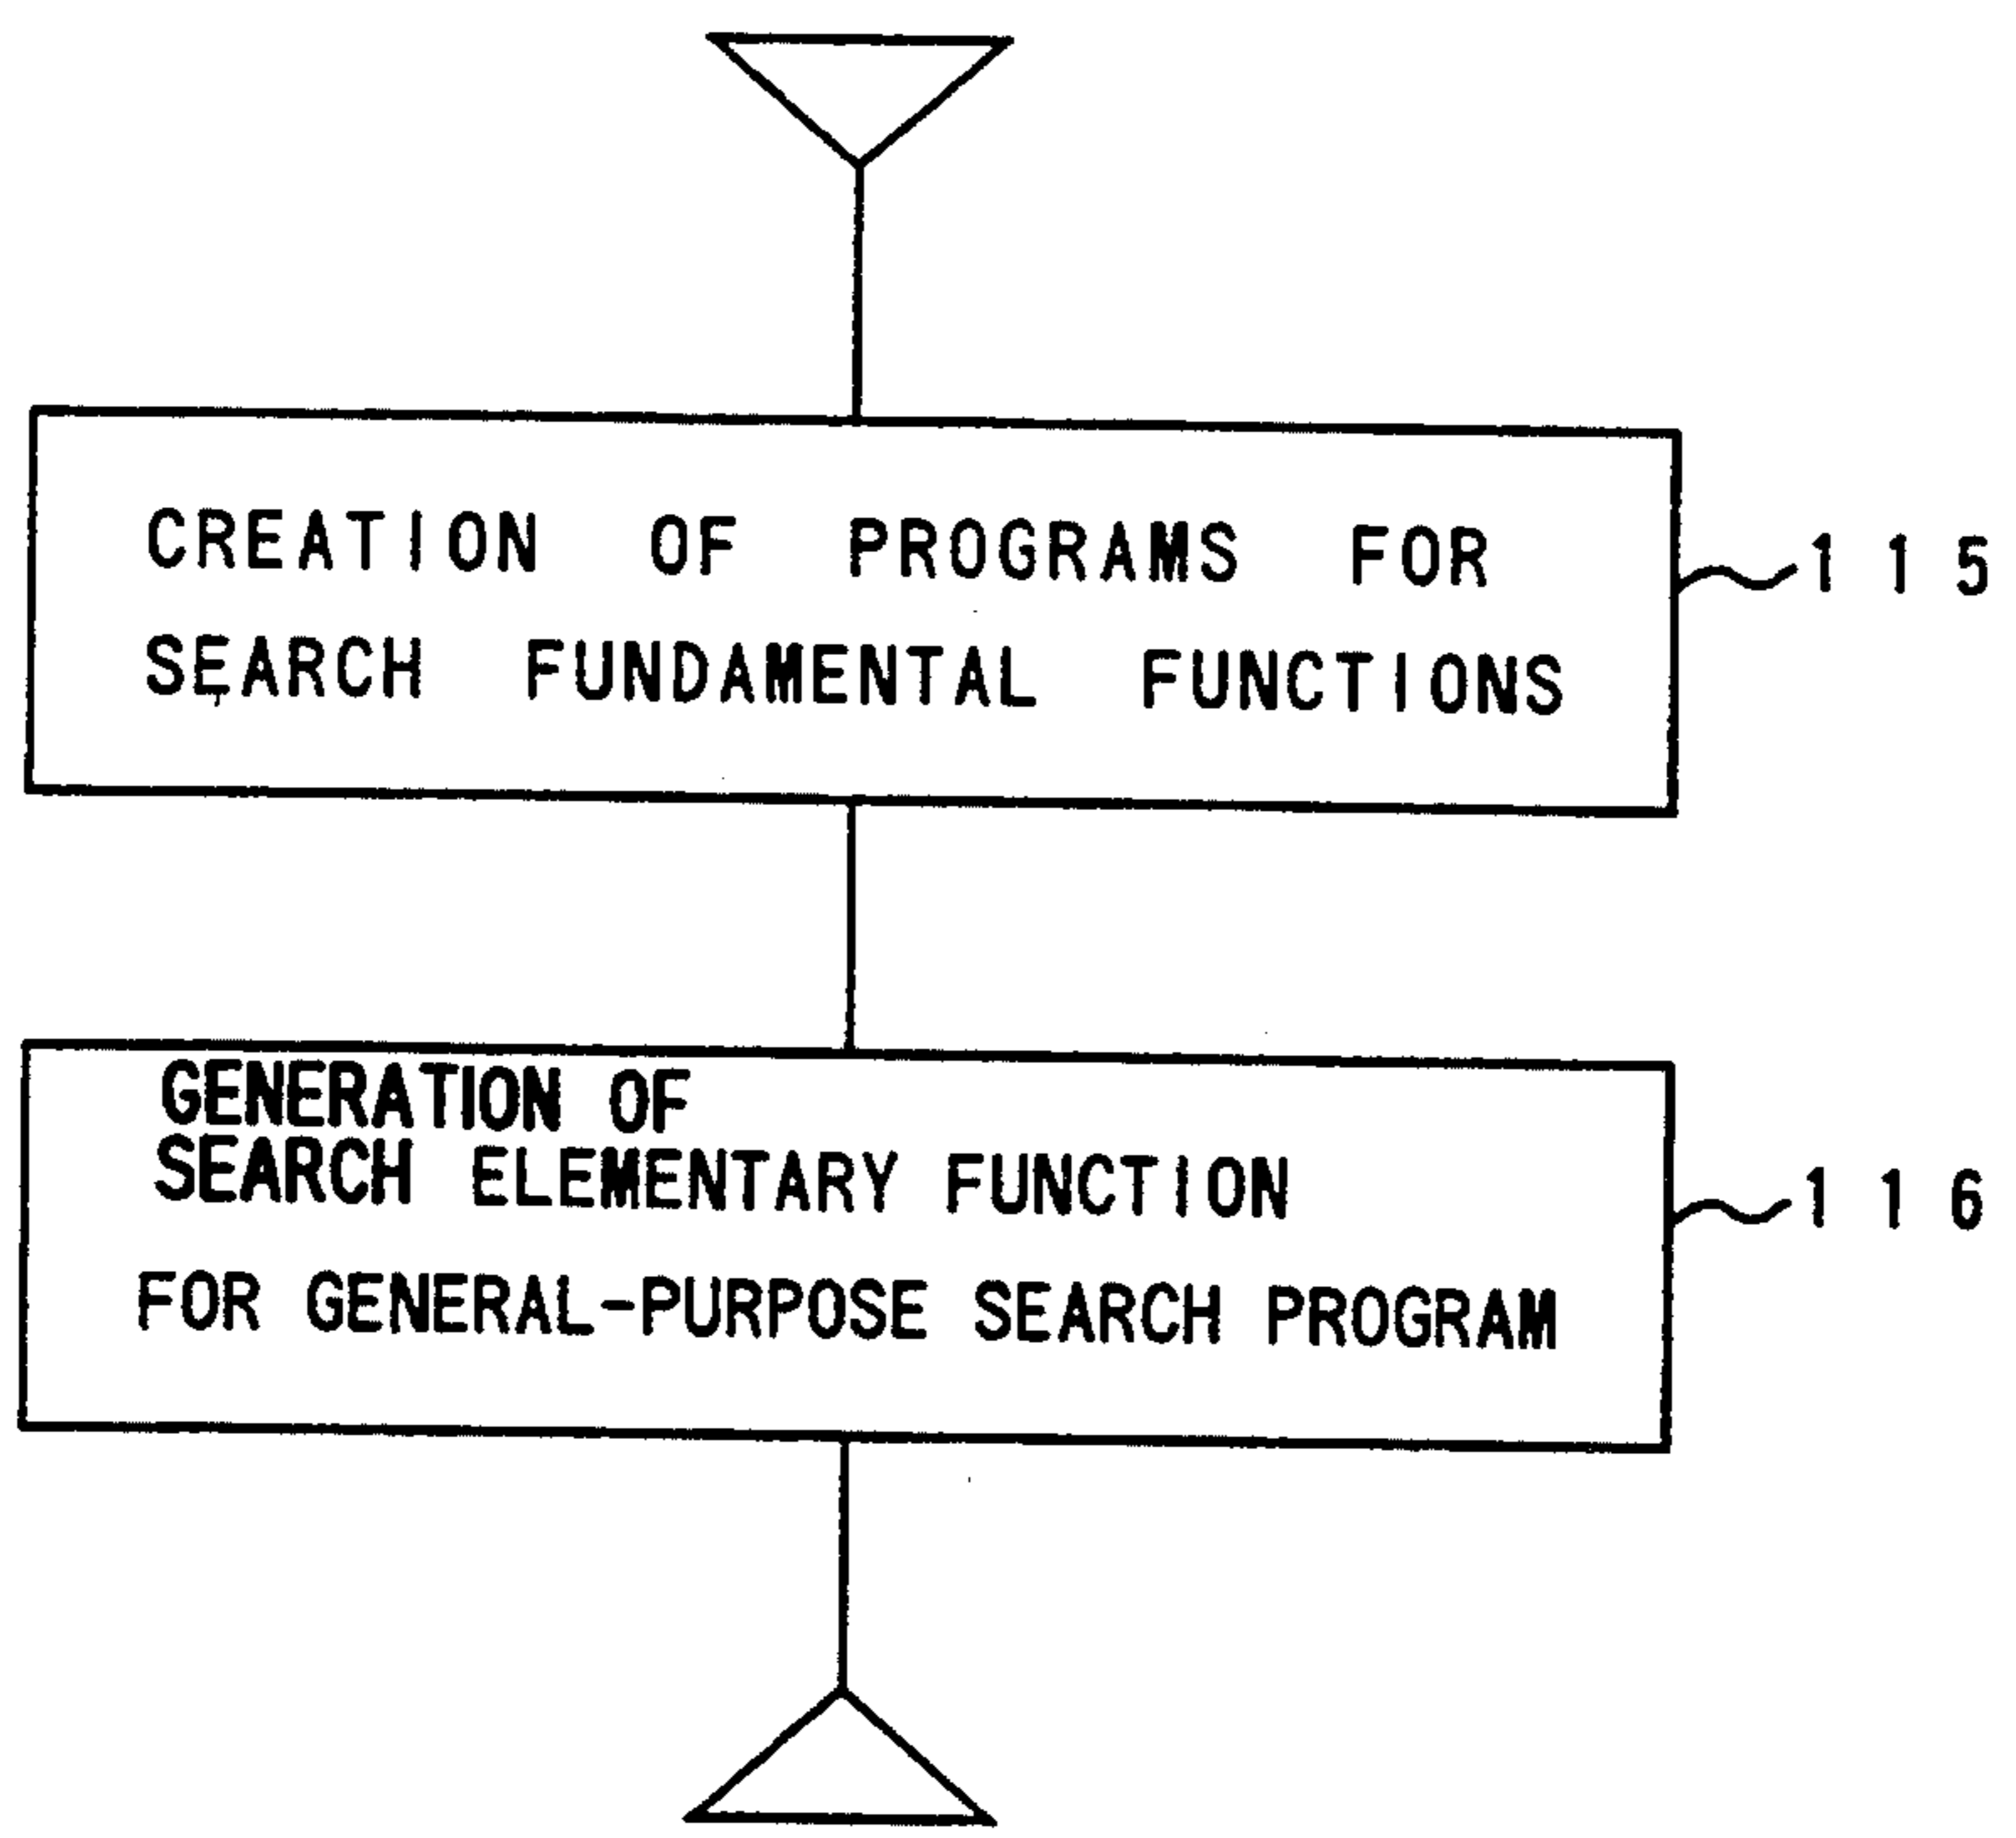 CREATION OF PROGRAMS FOR
SEARCH FUNDAMENTAL FUNCTIONS
115
GENERATION OF
SEARCH ELEMENTARY FUNCTION
FOR GENERAL-PURPOSE SEARCH PROGRAM
116